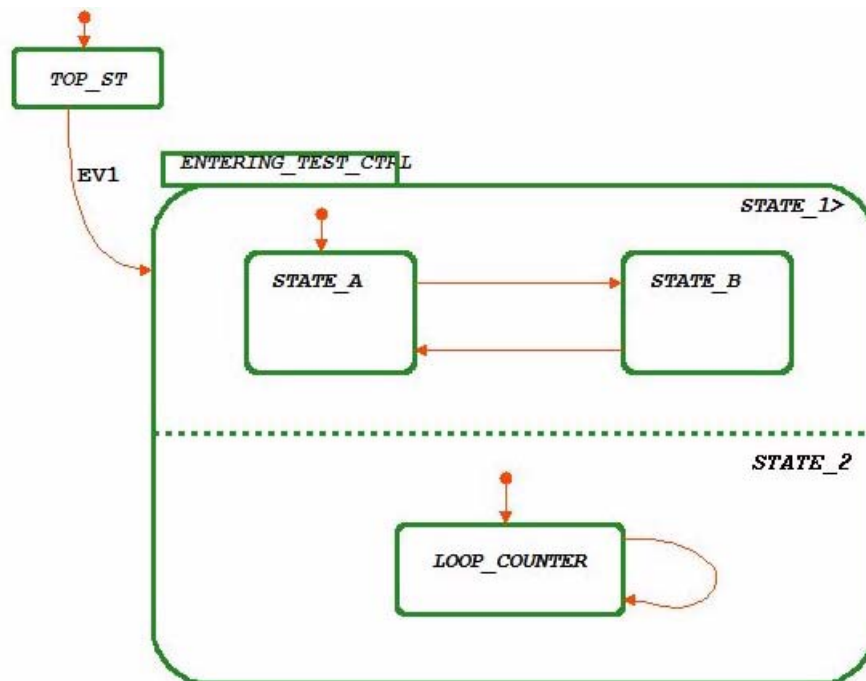 TOP_ST
EV1
ENTERING_TEST_CTRL
STATE_1>
STATE_A
STATE_B
STATE_2
LOOP_COUNTER